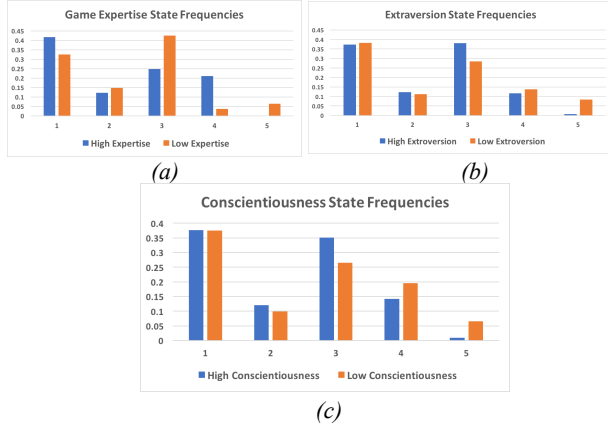 Game Expertise State Frequencies
0.45
0.4
0.35
0.3
0.25
0.2
0.15
0.1
0.05
0
1 2 3 4 5
High Expertise Low Expertise
(a)
Extraversion State Frequencies
0.45
0.4
0.35
0.3
0.25
0.2
0.15
0.1
0.05
0
1 2 3 4 5
High Extroversion Low Extroversion
(b)
Conscientiousness State Frequencies
0.4
0.35
0.3
0.25
0.2
0.15
0.1
0.05
0
1 2 3 4 5
High Conscientiousness Low Conscientiousness
(c)